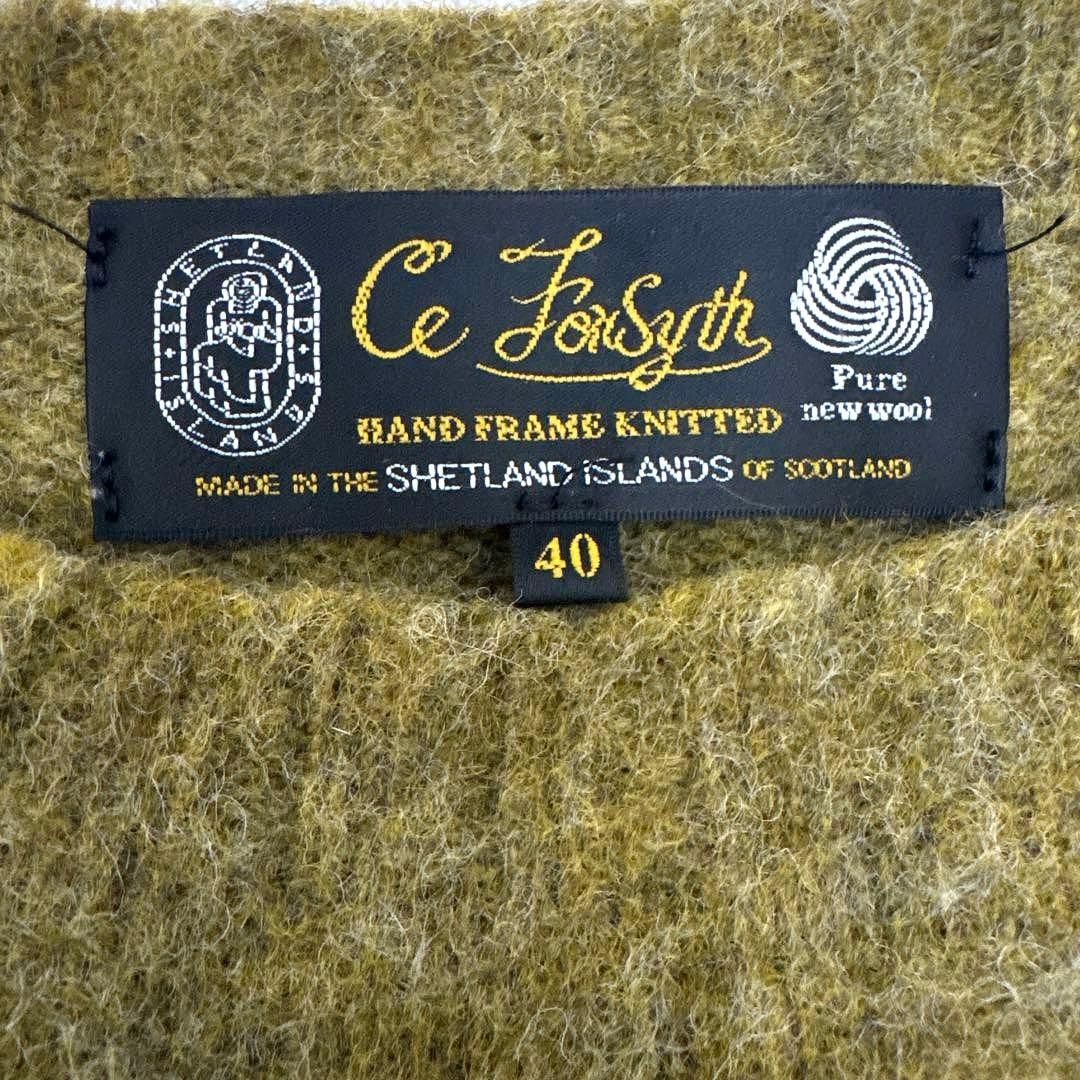 SHETLAND ISLANDS
Ce Forsyth
Pure
new wool
HAND FRAME KNITTED
MADE IN THE SHETLAND ISLANDS OF SCOTLAND
40